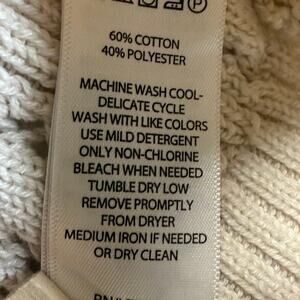 P
60% COTTON
40% POLYESTER
MACHINE WASH COOL-
DELICATE CYCLE
WASH WITH LIKE COLORS
USE MILD DETERGENT
ONLY NON-CHLORINE
BLEACH WHEN NEEDED
TUMBLE DRY LOW
REMOVE PROMPTLY
FROM DRYER
MEDIUM IRON IF NEEDED
OR DRY CLEAN